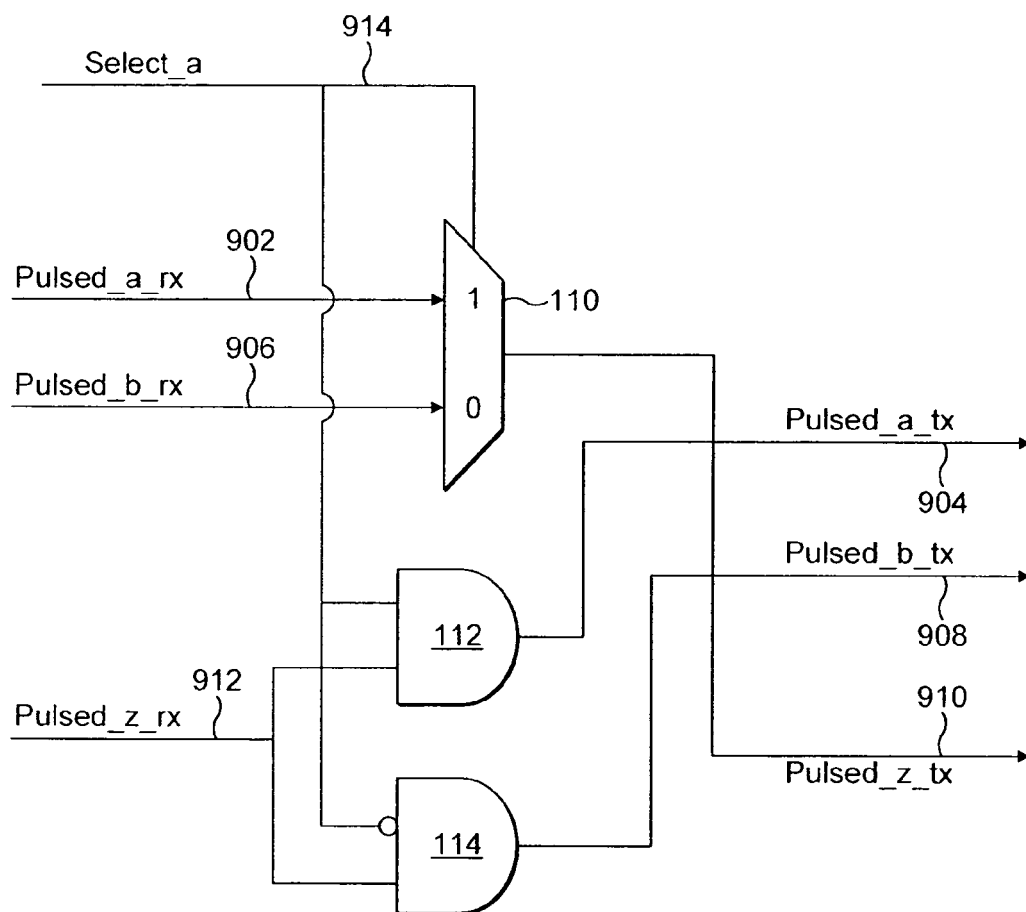 914
Select_a
902
Pulsed_a_rx
1
110
906
Pulsed_b_rx
0
Pulsed_a_tx
904
Pulsed_b_tx
112
908
912
Pulsed_z_rx
910
Pulsed_z_tx
114